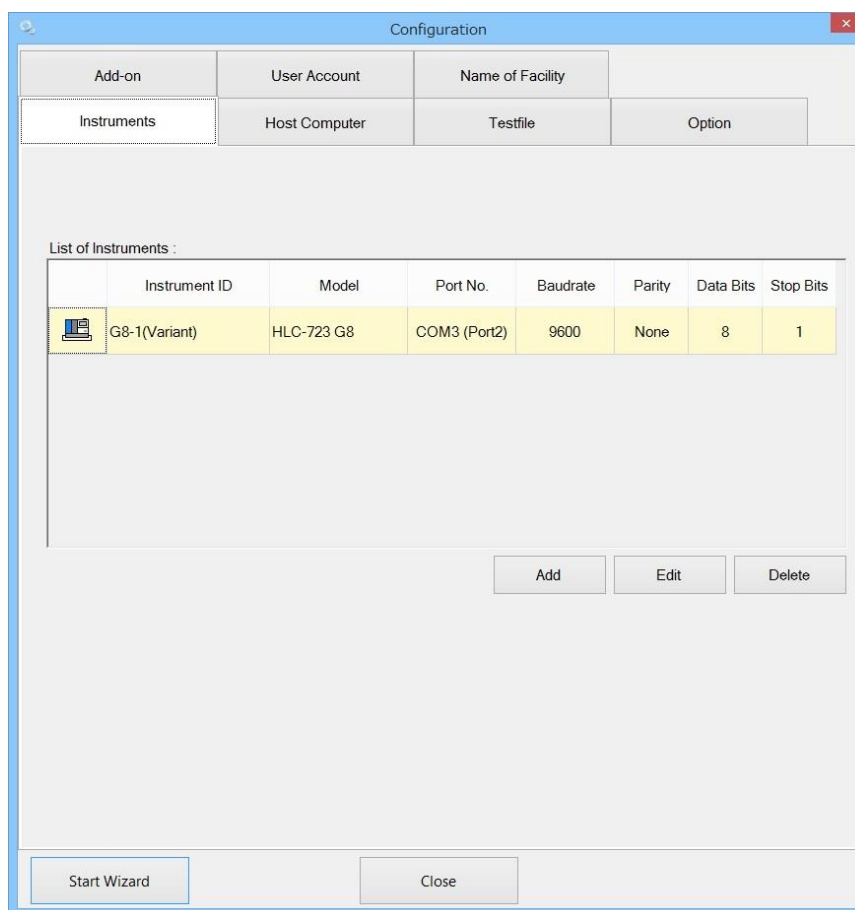 Configuration
Add-on User Account Name of Facility
Instruments Host Computer Testfile Option
List of Instruments :
Instrument ID Model Port No. Baudrate Parity Data Bits Stop Bits
G8-1(Variant) HLC-723 G8 COM3 (Port2) 9600 None 8 1
Add Edit Delete
Start Wizard Close